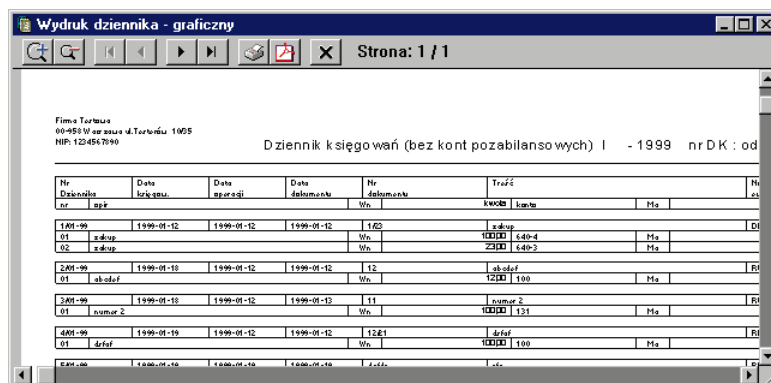 Wydruk dziennika - graficzny
Strona: 1 / 1
Firma Testowa
00-958 Warszawa ul.Testerów 10/35
NIP: 1234567890
Dziennik księgowań (bez kont pozabilansowych) I - 1999 nr DK : od
Nr Data Data Data Nr Treść
Dziennika księgow. operacji dokumentu dokumentu
nr opis Wn kwota konto Ma
1/01-99 1999-01-12 1999-01-12 1999-01-12 1/23 zakup
01 zakup Wn 100,00 640-4 Ma
02 zakup Wn 23,00 640-3 Ma
2/01-99 1999-01-18 1999-01-12 1999-01-12 12 abcdef
01 abcdef Wn 12,00 100 Ma
3/01-99 1999-01-18 1999-01-12 1999-01-13 11 numer 2
01 numer 2 Wn 100,00 131 Ma
4/01-99 1999-01-19 1999-01-12 1999-01-12
01 Wn 100,00 100 Ma